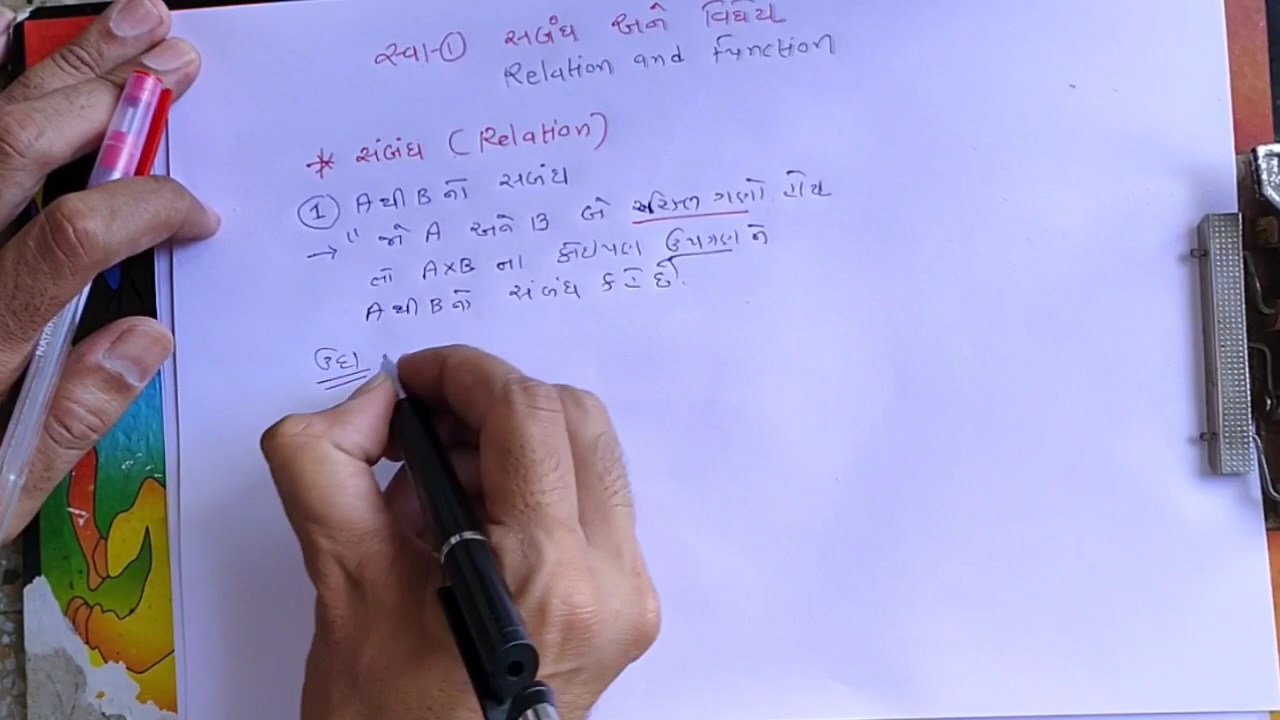 સ્વા-① સબંધ અને વિધેય
Relation and function
* સંબંધ (Relation)
① A થી B નો સબંધ
→ " જો A અને B બે અરિક્ત ગણો હોય
તો A×B ના કોઈપણ ઉપગણ ને
A થી B નો સંબંધ કહે છે.
ઉદા